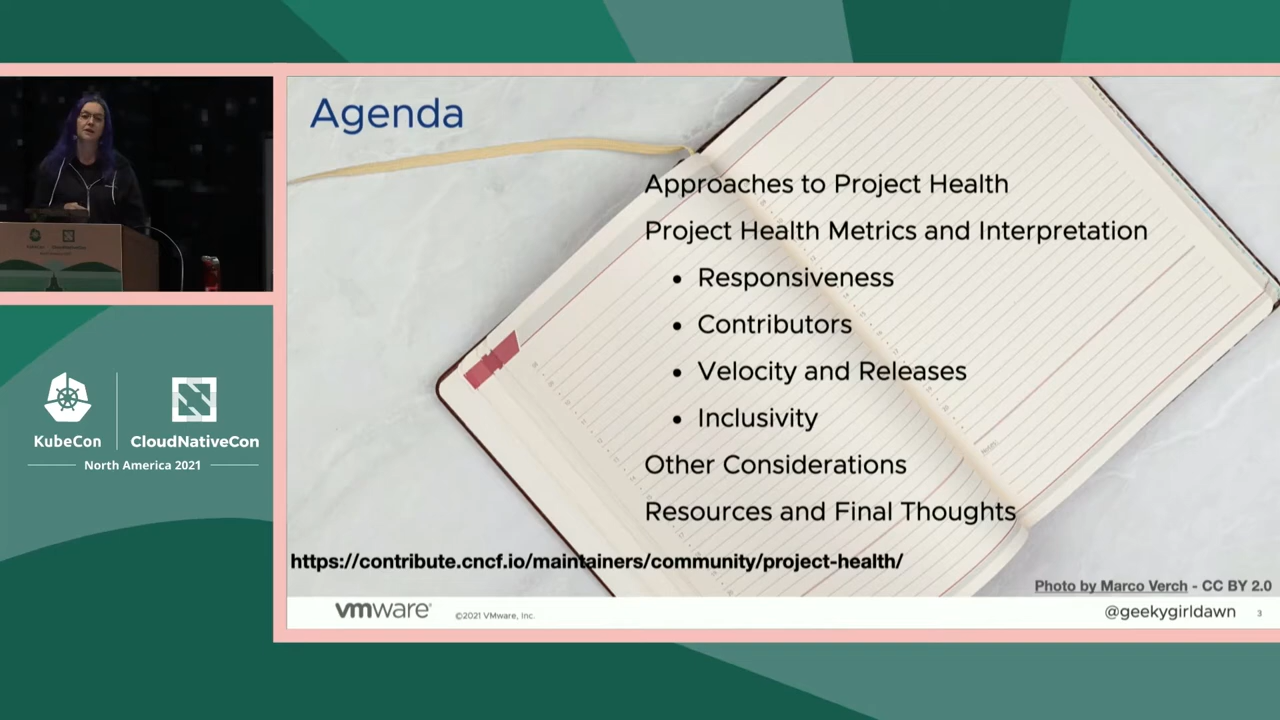 Agenda
Approaches to Project Health
Project Health Metrics and Interpretation
• Responsiveness
• Contributors
• Velocity and Releases
• Inclusivity
Other Considerations
Resources and Final Thoughts
https://contribute.cncf.io/maintainers/community/project-health/
Photo by Marco Verch - CC BY 2.0
vmware®
©2021 VMware, Inc.
@geekygirldawn
3
KubeCon
CloudNativeCon
North America 2021